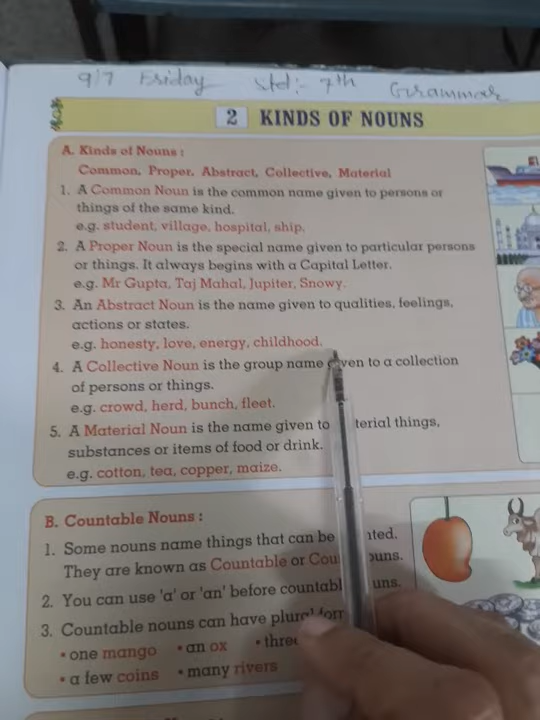 9/7 Friday Std:- 7th Grammar
2 KINDS OF NOUNS
A. Kinds of Nouns :
Common, Proper, Abstract, Collective, Material
1. A Common Noun is the common name given to persons or
things of the same kind.
e.g. student, village, hospital, ship.
2. A Proper Noun is the special name given to particular persons
or things. It always begins with a Capital Letter.
e.g. Mr Gupta, Taj Mahal, Jupiter, Snowy.
3. An Abstract Noun is the name given to qualities, feelings,
actions or states.
e.g. honesty, love, energy, childhood.
4. A Collective Noun is the group name given to a collection
of persons or things.
e.g. crowd, herd, bunch, fleet.
5. A Material Noun is the name given to material things,
substances or items of food or drink.
e.g. cotton, tea, copper, maize.
B. Countable Nouns :
1. Some nouns name things that can be
They are known as Countable or
2. You can use 'a' or 'an' before
3. Countable nouns can have plural
• one mango • an ox •
• a few coins • many rivers